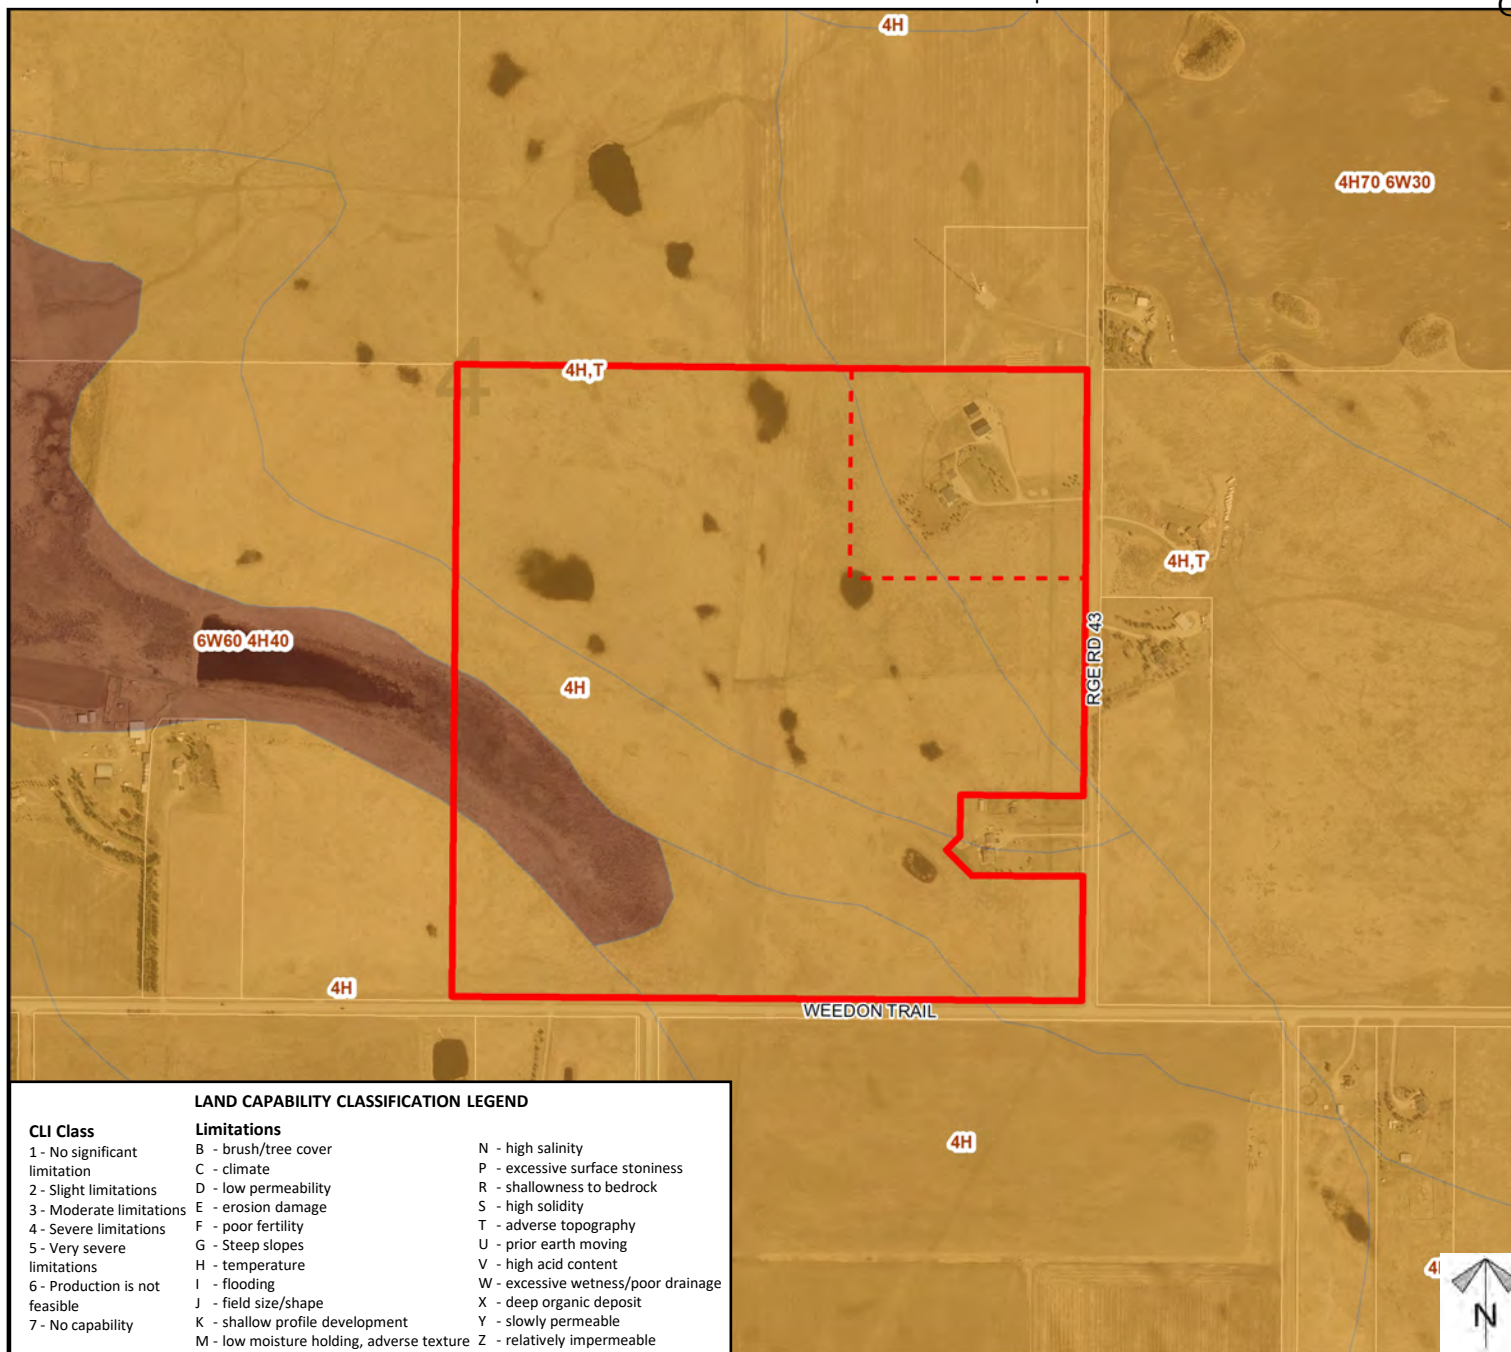 4H
4H70 6W30
4
4H,T
4H,T
RGE RD 43
6W60 4H40
4H
4H
WEEDON TRAIL
4H
LAND CAPABILITY CLASSIFICATION LEGEND
CLI Class
1 - No significant
limitation
2 - Slight limitations
3 - Moderate limitations
4 - Severe limitations
5 - Very severe
limitations
6 - Production is not
feasible
7 - No capability
Limitations
B - brush/tree cover
C - climate
D - low permeability
E - erosion damage
F - poor fertility
G - Steep slopes
H - temperature
I - flooding
J - field size/shape
K - shallow profile development
M - low moisture holding, adverse texture
N - high salinity
P - excessive surface stoniness
R - shallowness to bedrock
S - high solidity
T - adverse topography
U - prior earth moving
V - high acid content
W - excessive wetness/poor drainage
X - deep organic deposit
Y - slowly permeable
Z - relatively impermeable
N